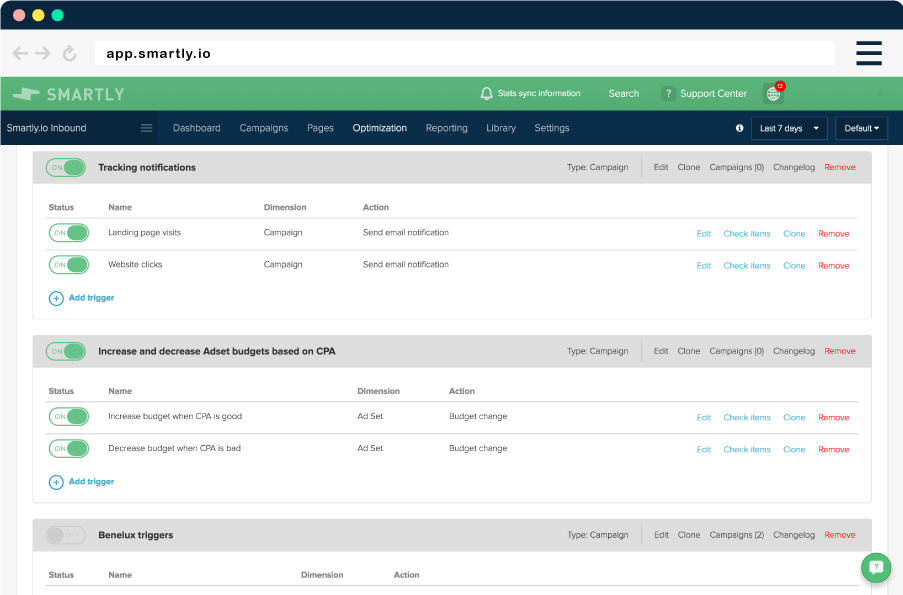 app.smartly.io
SMARTLY Stats sync information Search ? Support Center 12
Smartly.io Inbound Dashboard Campaigns Pages Optimization Reporting Library Settings Last 7 days Default
ON Tracking notifications Type: Campaign Edit Clone Campaigns (0) Changelog Remove
Status Name Dimension Action
ON Landing page visits Campaign Send email notification Edit Check items Clone Remove
ON Website clicks Campaign Send email notification Edit Check items Clone Remove
Add trigger
ON Increase and decrease Adset budgets based on CPA Type: Campaign Edit Clone Campaigns (0) Changelog Remove
Status Name Dimension Action
ON Increase budget when CPA is good Ad Set Budget change Edit Check items Clone Remove
ON Decrease budget when CPA is bad Ad Set Budget change Edit Check items Clone Remove
Add trigger
OFF Benelux triggers Type: Campaign Edit Clone Campaigns (2) Changelog Remove
Status Name Dimension Action